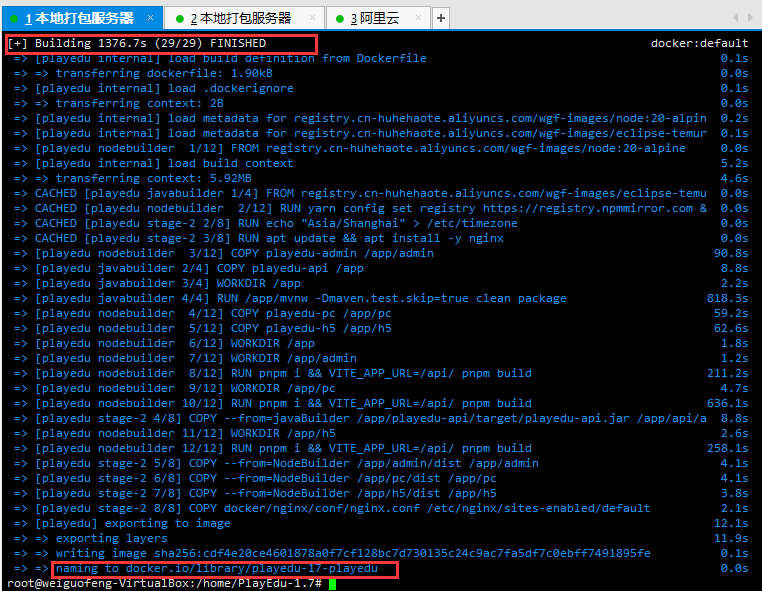 1 本地打包服务器 × 2 本地打包服务器 × 3 阿里云 × +
[+] Building 1376.7s (29/29) FINISHED docker:default
=> [playedu internal] load build definition from Dockerfile 0.1s
=> => transferring dockerfile: 1.90kB 0.0s
=> [playedu internal] load .dockerignore 0.1s
=> => transferring context: 2B 0.0s
=> [playedu internal] load metadata for registry.cn-huhehaote.aliyuncs.com/wgf-images/node:20-alpin 0.2s
=> [playedu internal] load metadata for registry.cn-huhehaote.aliyuncs.com/wgf-images/eclipse-temur 0.1s
=> [playedu nodebuilder  1/12] FROM registry.cn-huhehaote.aliyuncs.com/wgf-images/node:20-alpine 0.0s
=> [playedu internal] load build context 5.2s
=> => transferring context: 5.92MB 4.6s
=> CACHED [playedu javabuilder 1/4] FROM registry.cn-huhehaote.aliyuncs.com/wgf-images/eclipse-temu 0.0s
=> CACHED [playedu nodebuilder  2/12] RUN yarn config set registry https://registry.npmmirror.com & 0.0s
=> CACHED [playedu stage-2 2/8] RUN echo "Asia/Shanghai" > /etc/timezone 0.0s
=> CACHED [playedu stage-2 3/8] RUN apt update && apt install -y nginx 0.0s
=> [playedu nodebuilder  3/12] COPY playedu-admin /app/admin 90.8s
=> [playedu javabuilder 2/4] COPY playedu-api /app 8.8s
=> [playedu javabuilder 3/4] WORKDIR /app 2.2s
=> [playedu javabuilder 4/4] RUN /app/mvnw -Dmaven.test.skip=true clean package 818.3s
=> [playedu nodebuilder  4/12] COPY playedu-pc /app/pc 59.2s
=> [playedu nodebuilder  5/12] COPY playedu-h5 /app/h5 62.6s
=> [playedu nodebuilder  6/12] WORKDIR /app 1.8s
=> [playedu nodebuilder  7/12] WORKDIR /app/admin 1.2s
=> [playedu nodebuilder  8/12] RUN pnpm i && VITE_APP_URL=/api/ pnpm build 211.2s
=> [playedu nodebuilder  9/12] WORKDIR /app/pc 4.7s
=> [playedu nodebuilder 10/12] RUN pnpm i && VITE_APP_URL=/api/ pnpm build 636.1s
=> [playedu stage-2 4/8] COPY --from=javaBuilder /app/playedu-api/target/playedu-api.jar /app/api/a 8.8s
=> [playedu nodebuilder 11/12] WORKDIR /app/h5 2.6s
=> [playedu nodebuilder 12/12] RUN pnpm i && VITE_APP_URL=/api/ pnpm build 258.1s
=> [playedu stage-2 5/8] COPY --from=NodeBuilder /app/admin/dist /app/admin 4.1s
=> [playedu stage-2 6/8] COPY --from=NodeBuilder /app/pc/dist /app/pc 4.1s
=> [playedu stage-2 7/8] COPY --from=NodeBuilder /app/h5/dist /app/h5 3.8s
=> [playedu stage-2 8/8] COPY docker/nginx/conf/nginx.conf /etc/nginx/sites-enabled/default 2.1s
=> [playedu] exporting to image 12.1s
=> => exporting layers 11.9s
=> => writing image sha256:cdf4e20ce4601878a0f7cf128bc7d730135c24c9ac7fa5df7c0ebff7491895fe 0.1s
=> => naming to docker.io/library/playedu-17-playedu 0.0s
root@weiguofeng-VirtualBox:/home/PlayEdu-1.7#